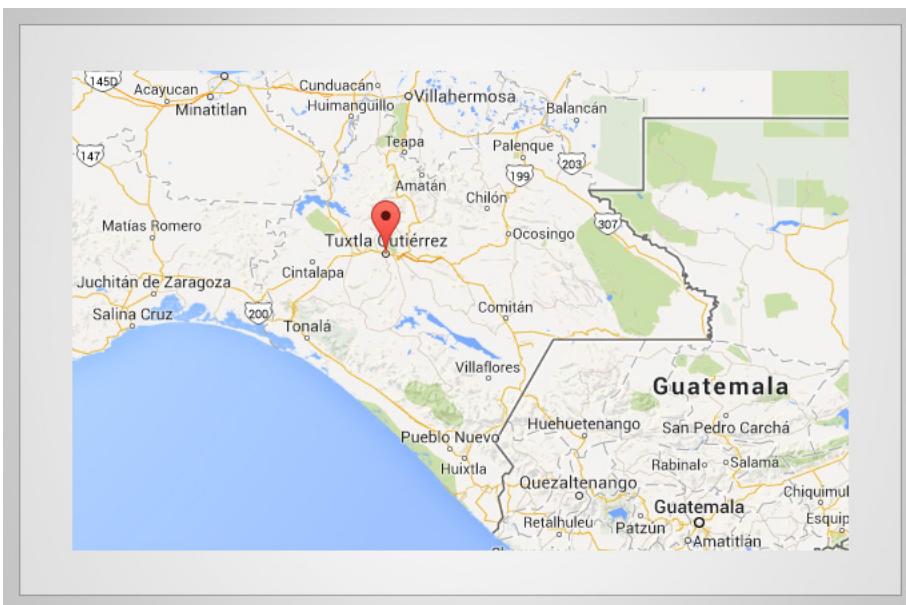 145D
Acayucan
Minatitlan
Cunduacán
Huimanguillo
Villahermosa
Balancán
147
Teapa
Palenque
203
199
Amatán
Chilón
Matías Romero
Tuxtla Gutiérrez
Ocosingo
307
Cintalapa
Juchitán de Zaragoza
Salina Cruz
200
Tonalá
Comitán
Villaflores
Guatemala
Pueblo Nuevo
Huehuetenango
San Pedro Carchá
Huixtla
Rabinal
Salamá
Quezaltenango
Guatemala
Chiquimul
Retalhuleu
Patzún
Esquip
Amatitlán